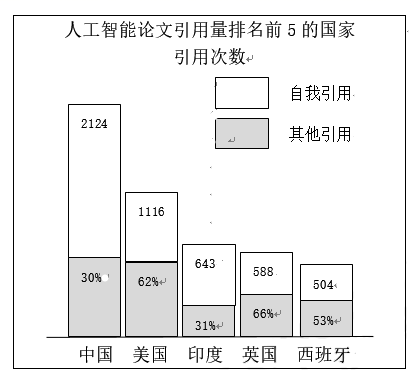 人工智能论文引用量排名前 5 的国家
引用次数
自我引用
其他引用
2124
1116
643
588
504
30%
62%
31%
66%
53%
中国
美国
印度
英国
西班牙